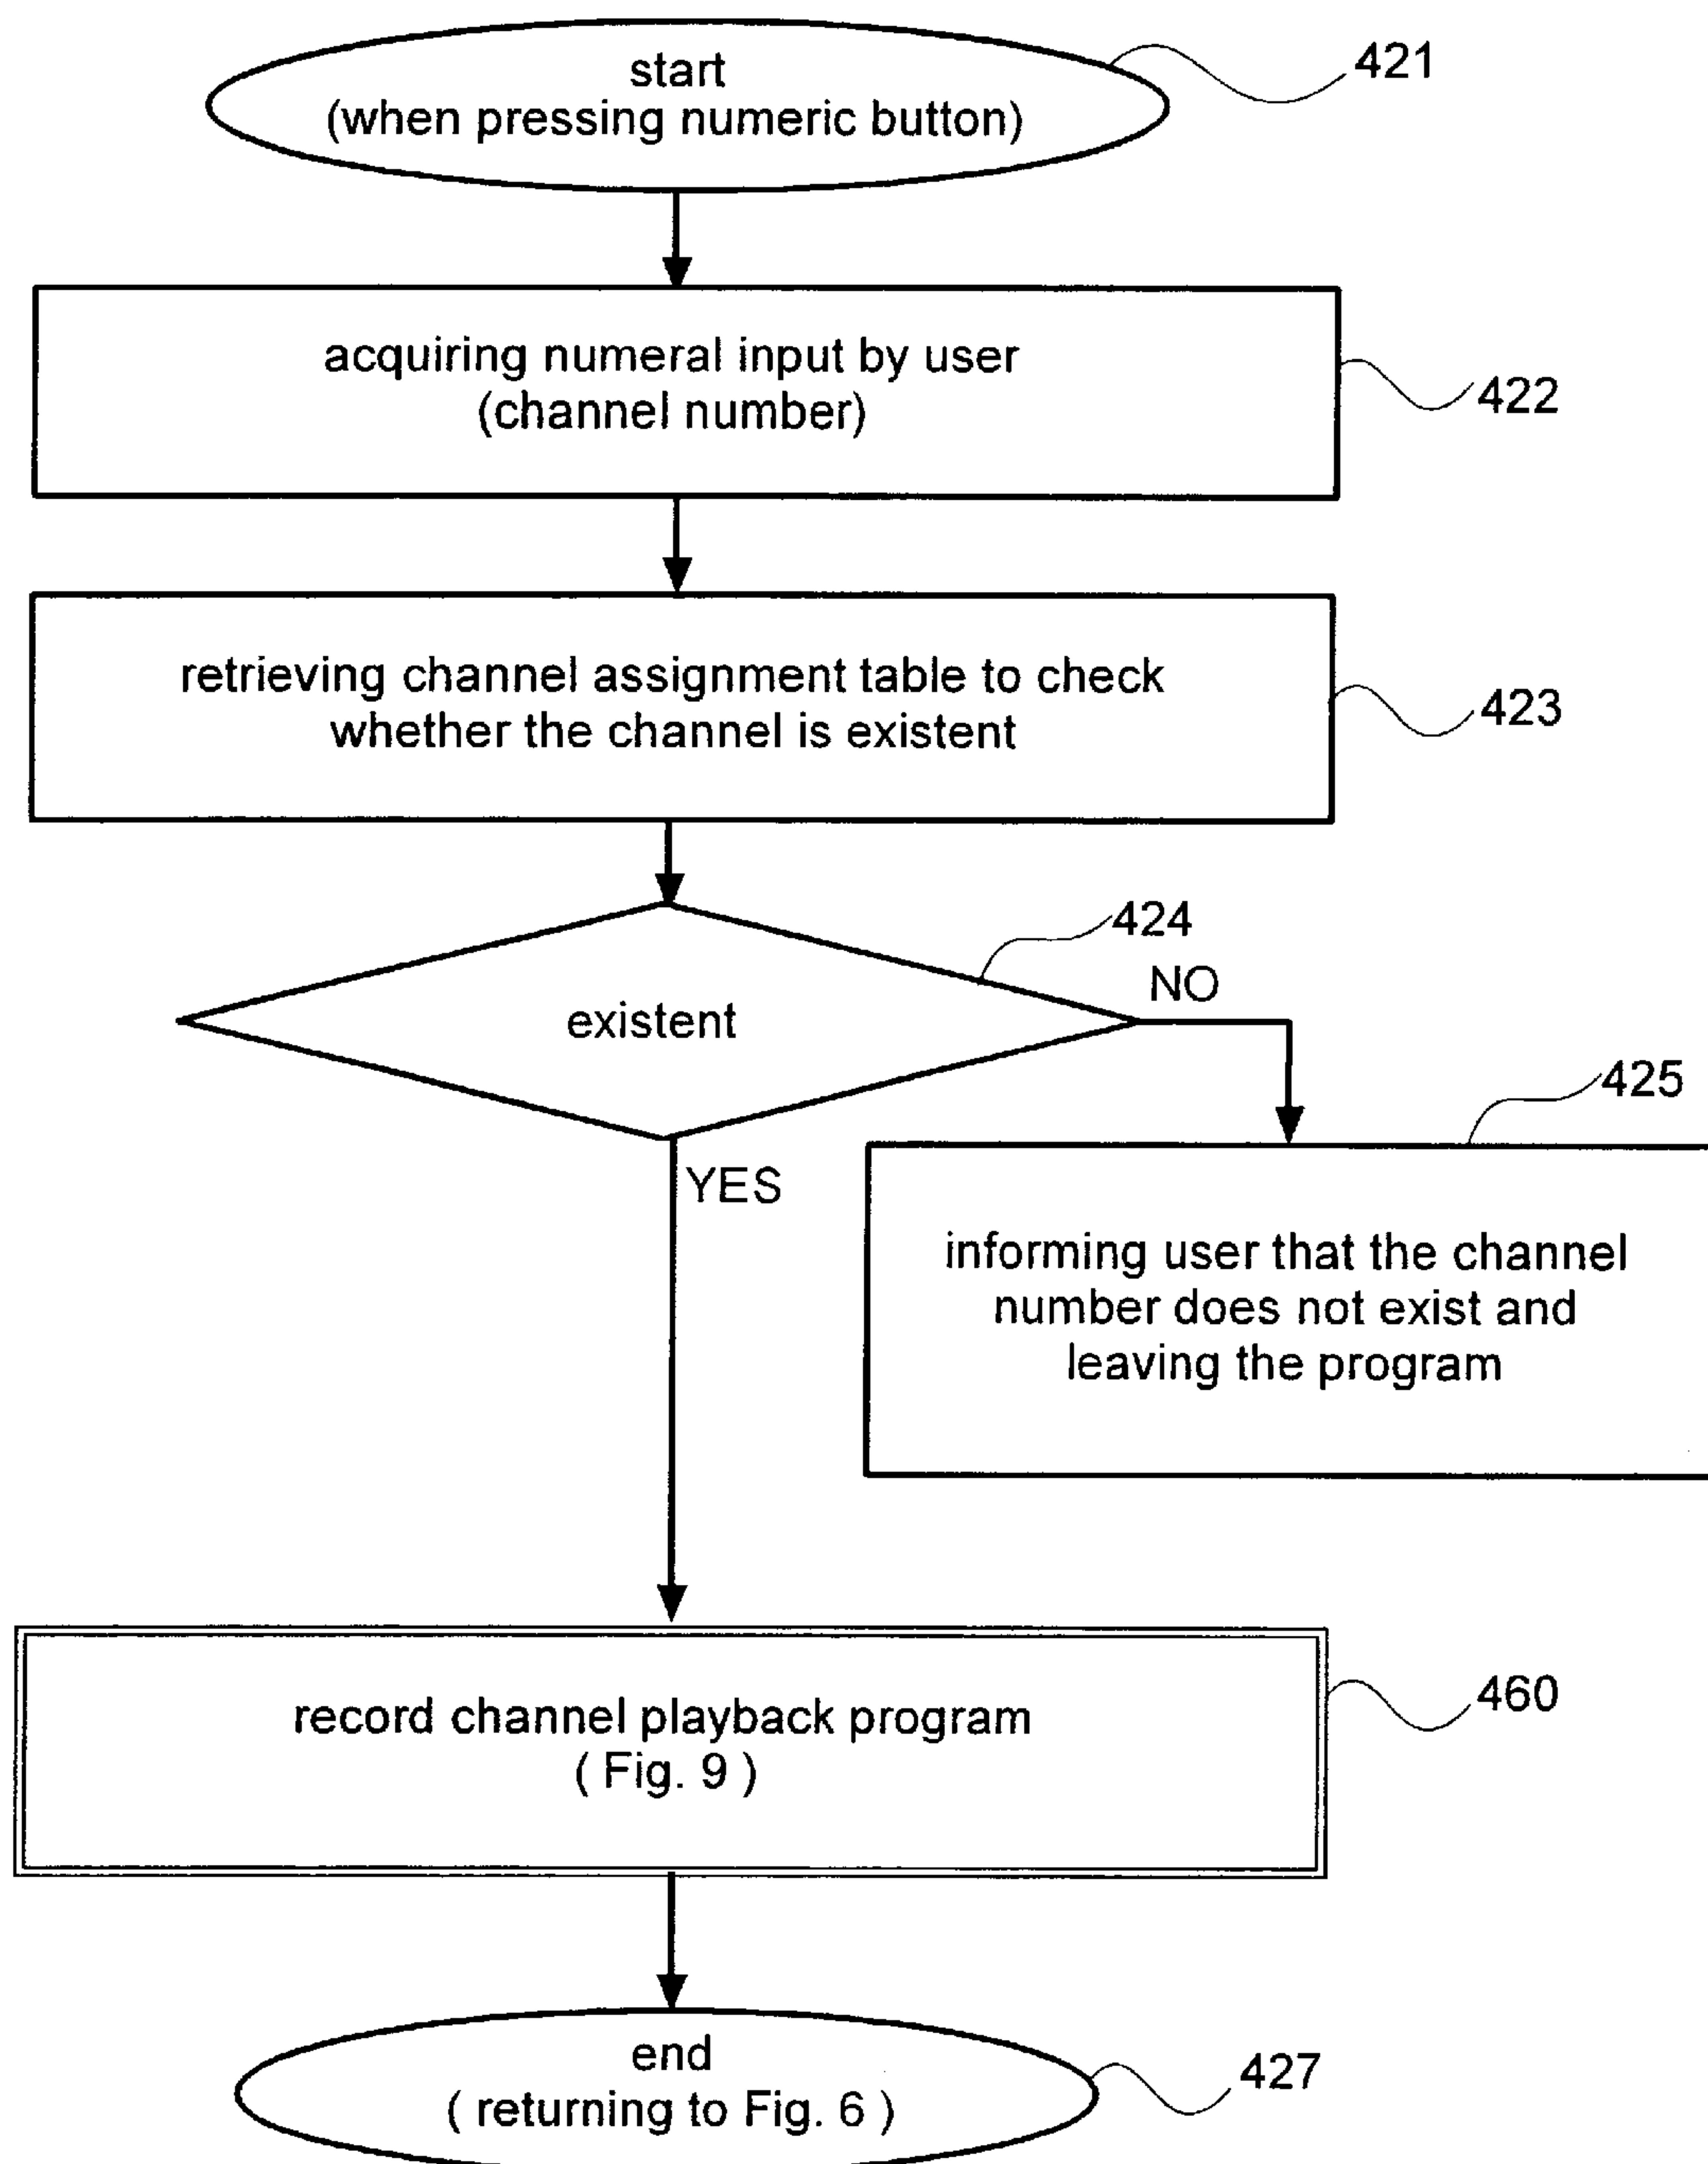 start
(when pressing numeric button)
421
acquiring numeral input by user
(channel number)
422
retrieving channel assignment table to check
whether the channel is existent
423
424
existent
NO
425
YES
informing user that the channel
number does not exist and
leaving the program
record channel playback program
( Fig. 9 )
460
end
( returning to Fig. 6 )
427